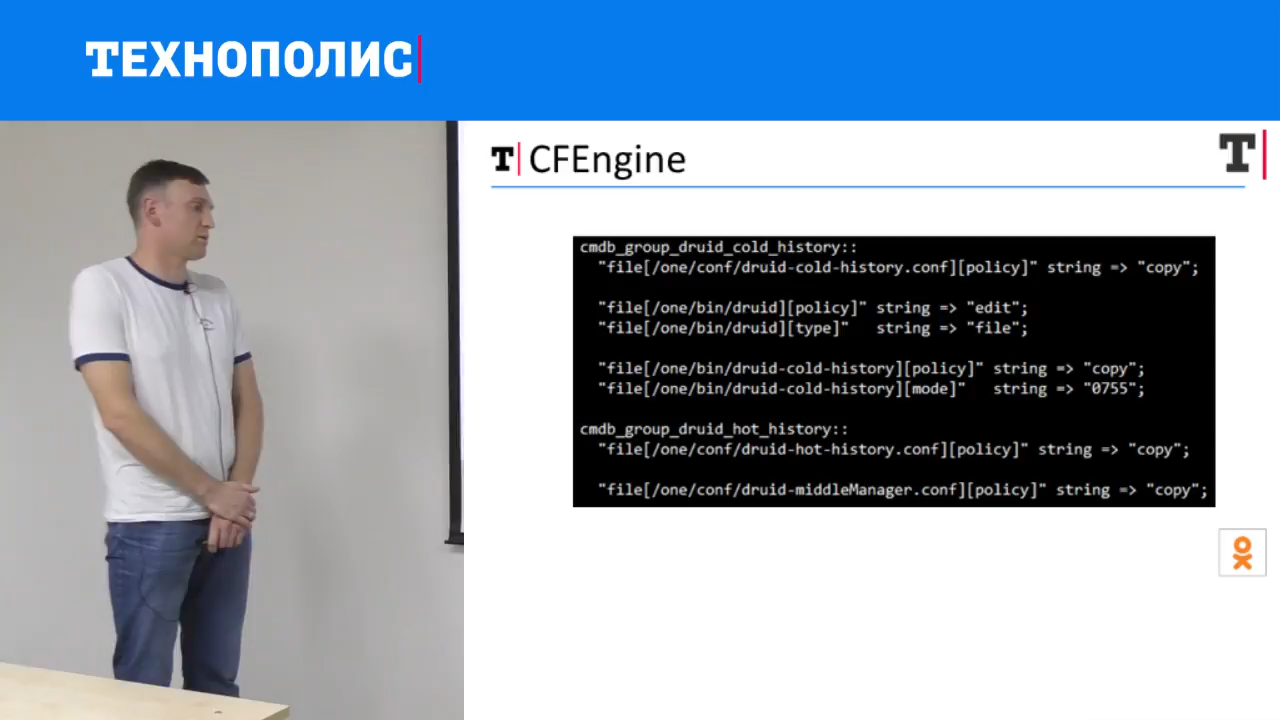 ТЕХНОПОЛИС
T CFEngine
T
cmdb_group_druid_cold_history::
"file[/one/conf/druid-cold-history.conf][policy]" string => "copy";
"file[/one/bin/druid][policy]" string => "edit";
"file[/one/bin/druid][type]" string => "file";
"file[/one/bin/druid-cold-history][policy]" string => "copy";
"file[/one/bin/druid-cold-history][mode]" string => "0755";
cmdb_group_druid_hot_history::
"file[/one/conf/druid-hot-history.conf][policy]" string => "copy";
"file[/one/conf/druid-middleManager.conf][policy]" string => "copy";